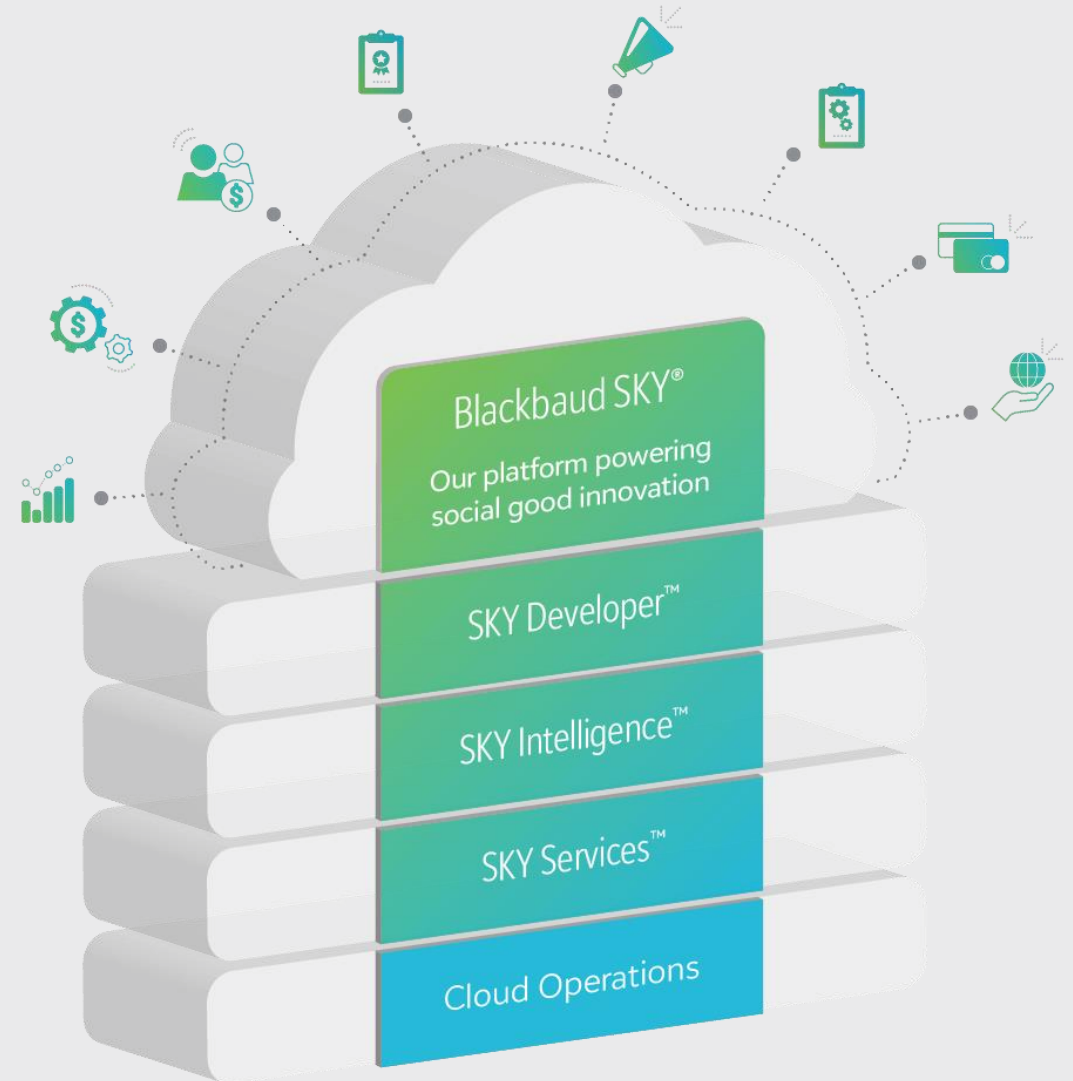 Blackbaud SKY®
Our platform powering
social good innovation
SKY Developer™
SKY Intelligence™
SKY Services™
Cloud Operations